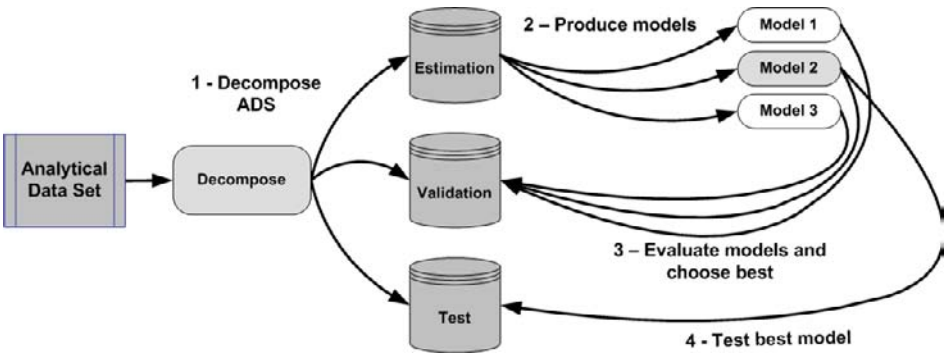 2 – Produce models
Model 1
Estimation
Model 2
1 - Decompose
ADS
Model 3
Analytical
Data Set
Decompose
Validation
3 – Evaluate models and
choose best
Test
4 - Test best model